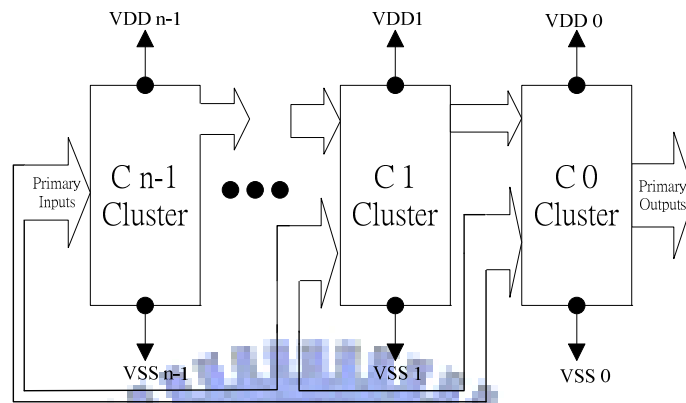 VDD n-1
VDD1
VDD 0
Primary
Inputs
C n-1
Cluster
C 1
Cluster
C 0
Cluster
Primary
Outputs
VSS n-1
VSS 1
VSS 0